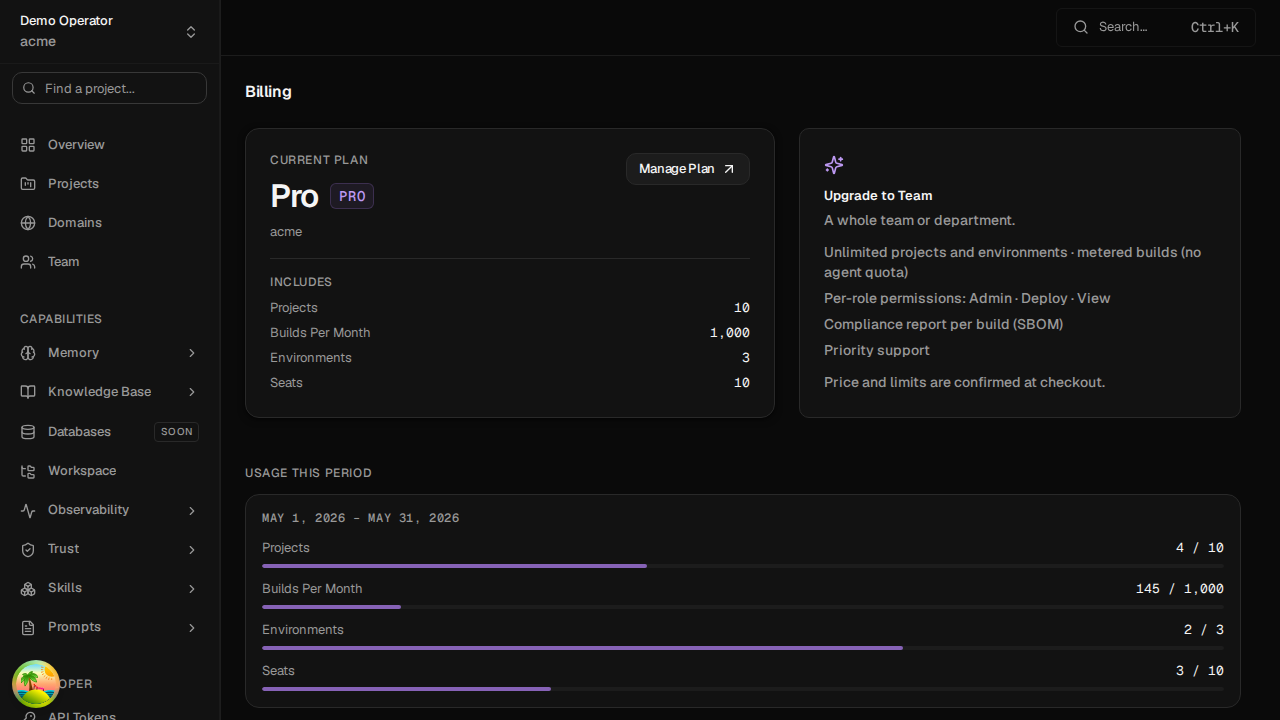 Demo Operator
acme
Find a project...
Overview
Projects
Domains
Team
CAPABILITIES
Memory
Knowledge Base
Databases SOON
Workspace
Observability
Trust
Skills
Prompts
OPER
API Tokens
Search... Ctrl+K
Billing
CURRENT PLAN
Manage Plan
Pro PRO
acme
INCLUDES
Projects 10
Builds Per Month 1,000
Environments 3
Seats 10
Upgrade to Team
A whole team or department.
Unlimited projects and environments · metered builds (no
agent quota)
Per-role permissions: Admin · Deploy · View
Compliance report per build (SBOM)
Priority support
Price and limits are confirmed at checkout.
USAGE THIS PERIOD
MAY 1, 2026 – MAY 31, 2026
Projects 4 / 10
Builds Per Month 145 / 1,000
Environments 2 / 3
Seats 3 / 10